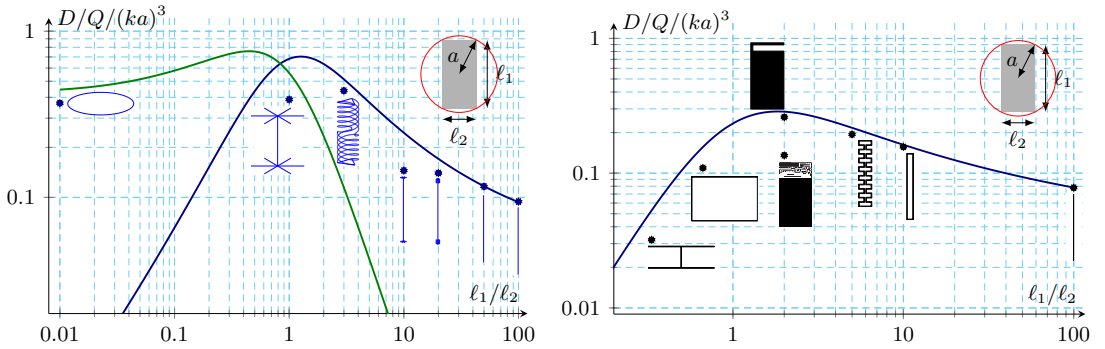 D/Q/(ka)³
1
0.1
a
ℓ₁
ℓ₂
ℓ₁/ℓ₂
0.01 0.1 1 10 100
D/Q/(ka)³
1
0.1
0.01
a
ℓ₁
ℓ₂
ℓ₁/ℓ₂
1 10 100